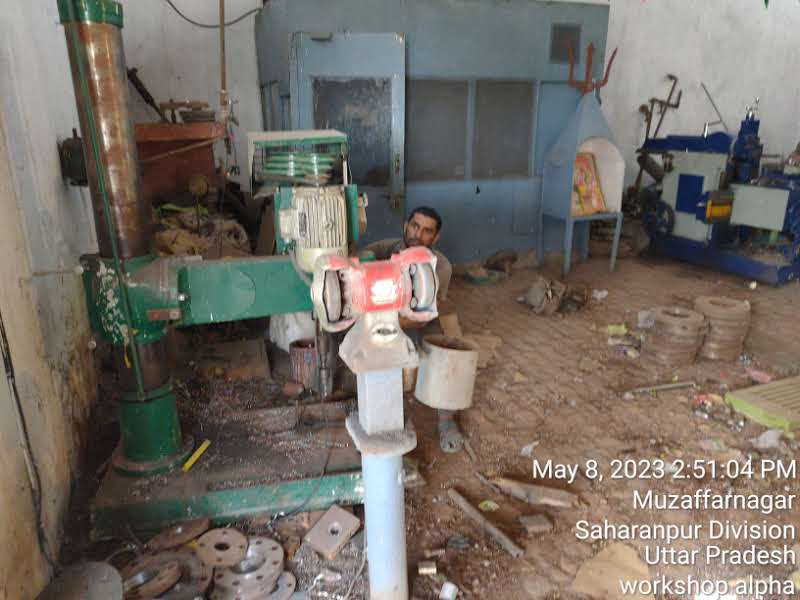 May 8, 2023 2:51:04 PM
Muzaffarnagar
Saharanpur Division
Uttar Pradesh
workshop alpha